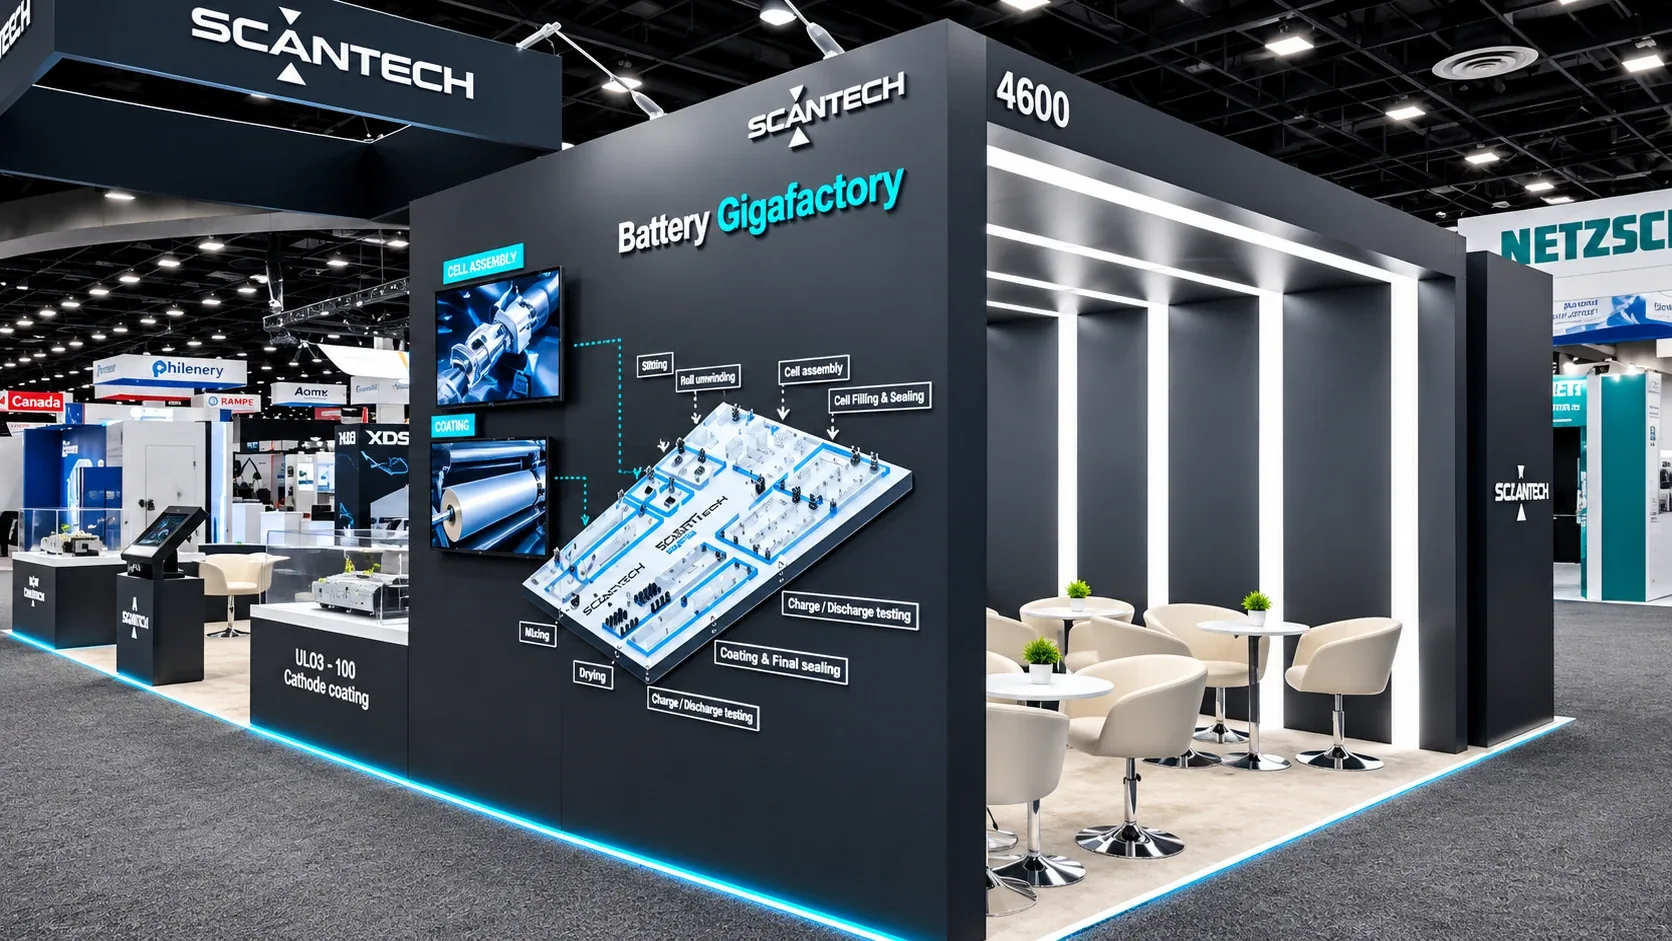 SCANTECH
SCANTECH
4600
Battery Gigafactory
NETZSC
CELL ASSEMBLY
COATING
Slitting
Roll unwinding
Cell assembly
Cell Filling & Sealing
Philenery
Canada
RAMPE
XDS
SCANTECH
SCANTECH
Mixing
Drying
Charge / Discharge testing
Coating & Final sealing
Charge / Discharge testing
UL03 - 100
Cathode coating